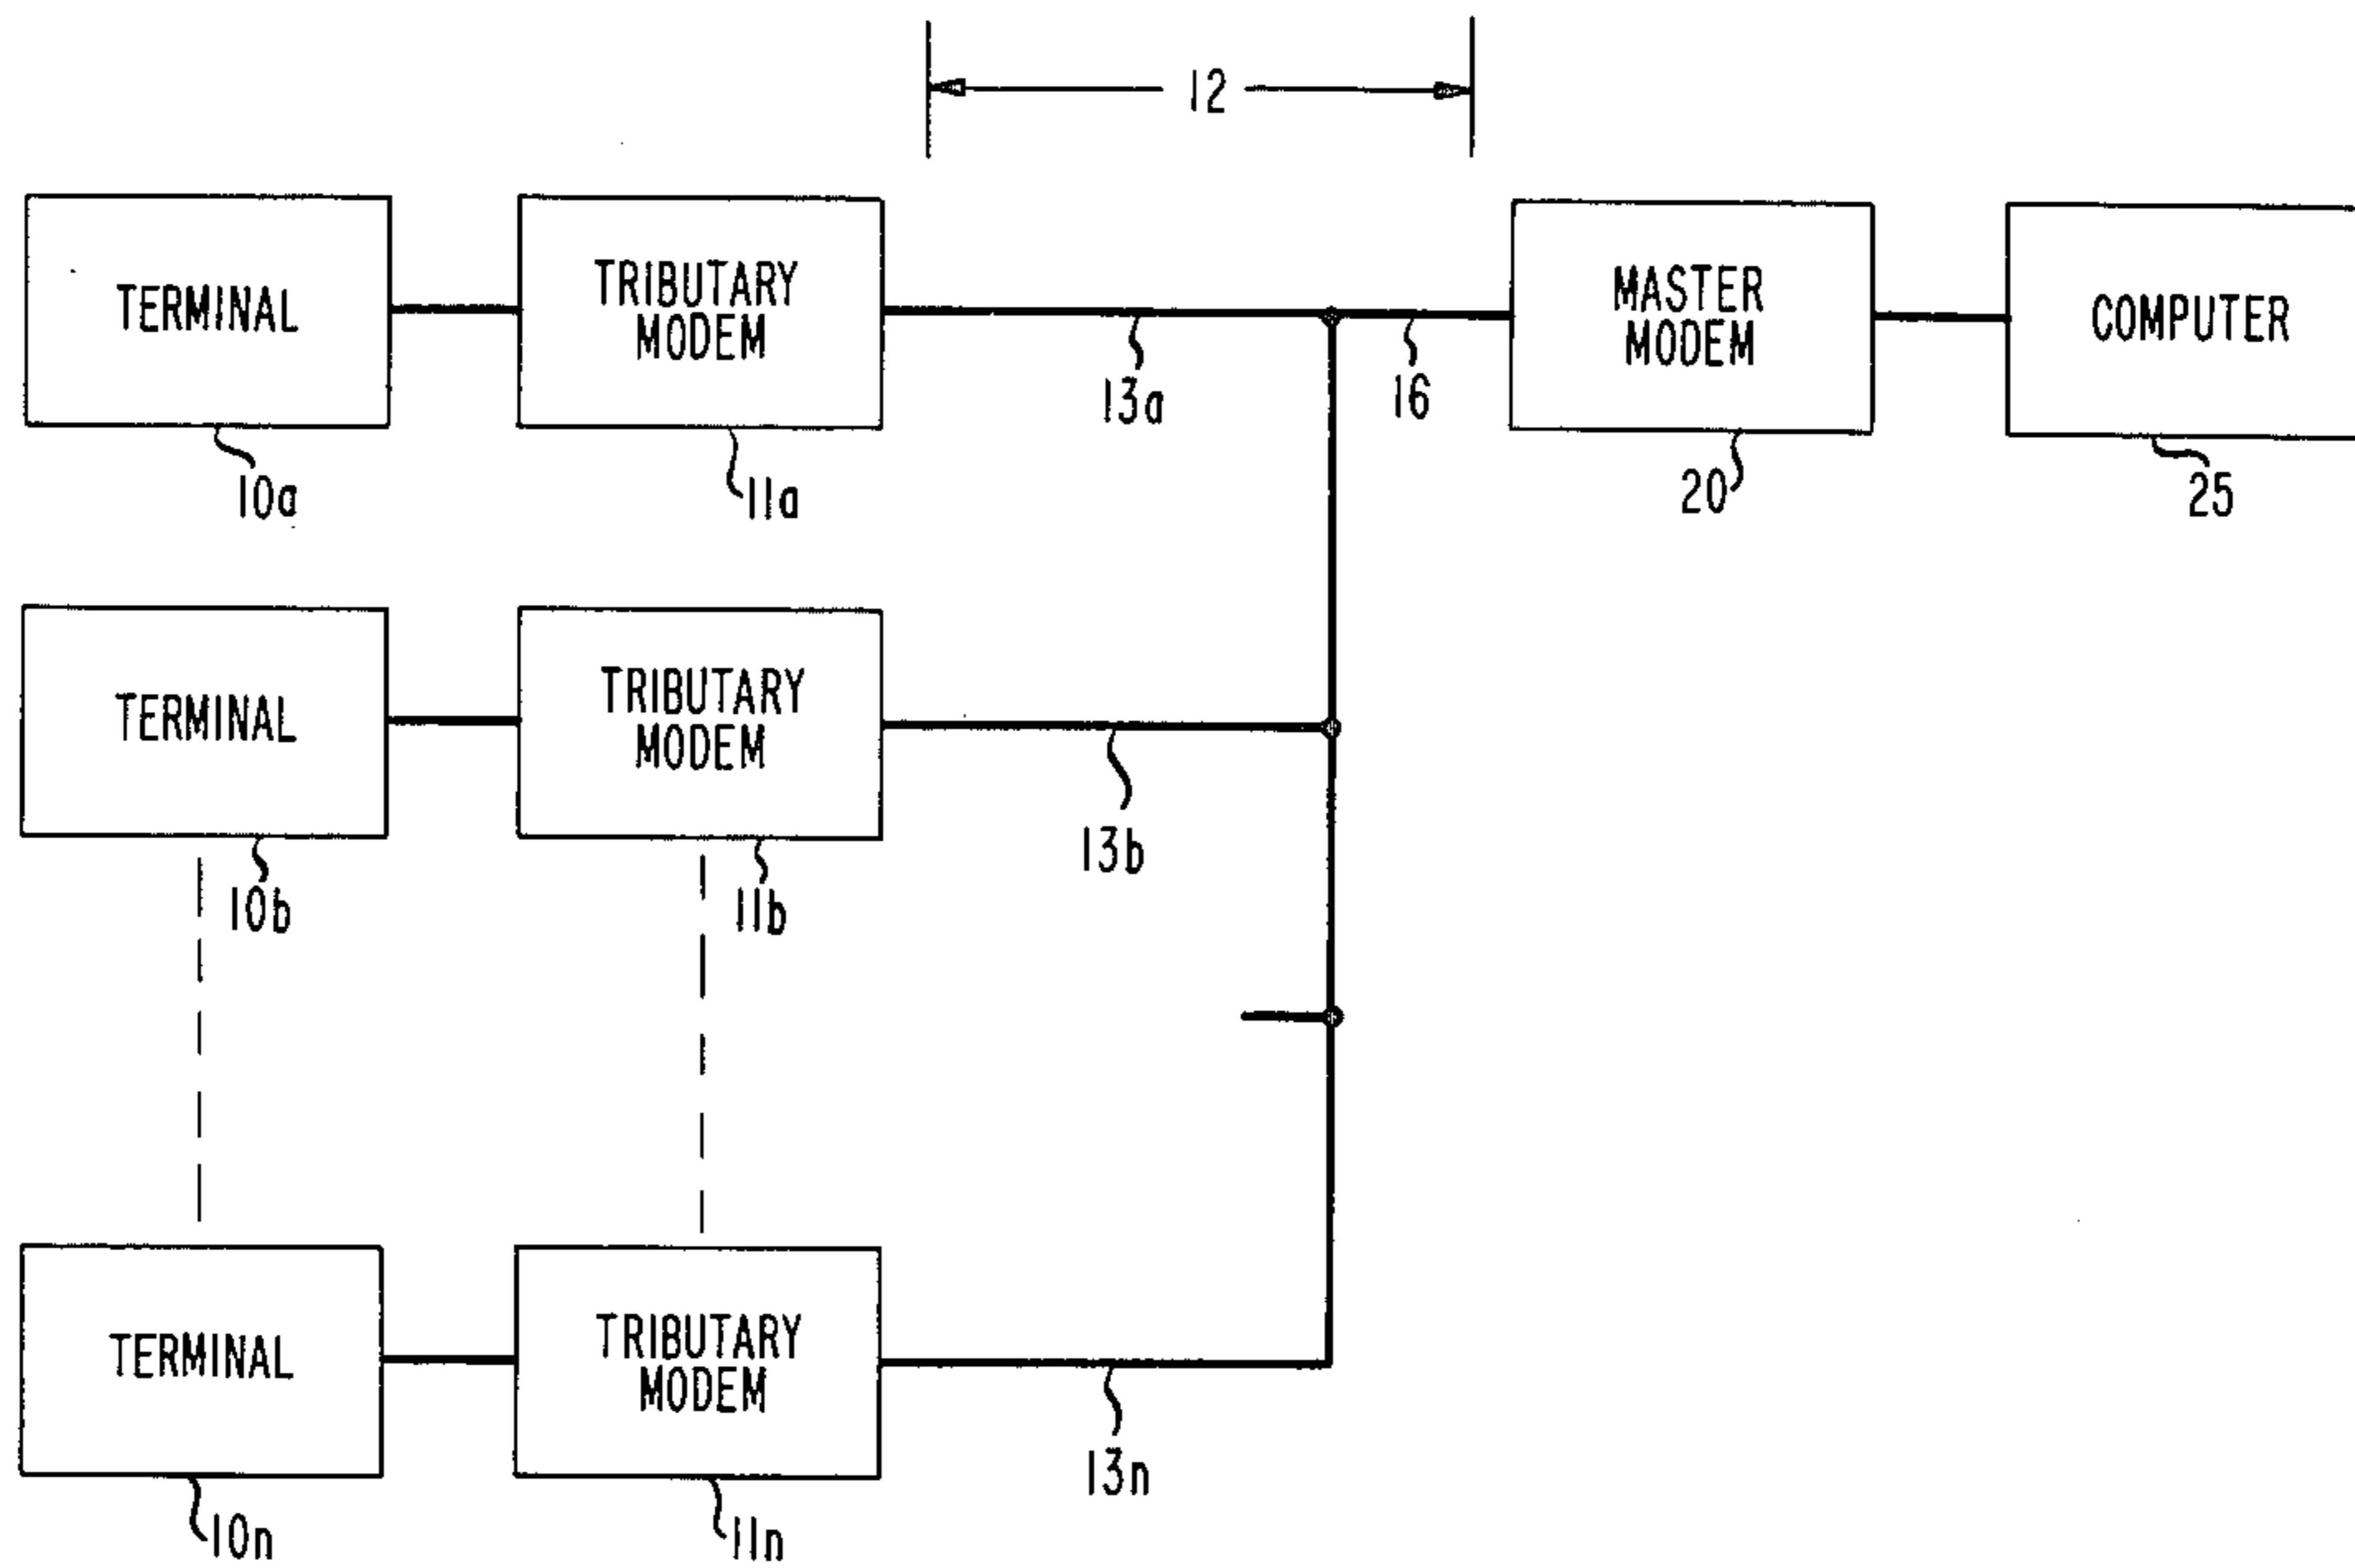 12
TERMINAL
TRIBUTARY
MODEM
MASTER
MODEM
COMPUTER
13a
16
10a
11a
20
25
TERMINAL
TRIBUTARY
MODEM
13b
10b
11b
TERMINAL
TRIBUTARY
MODEM
13n
10n
11n